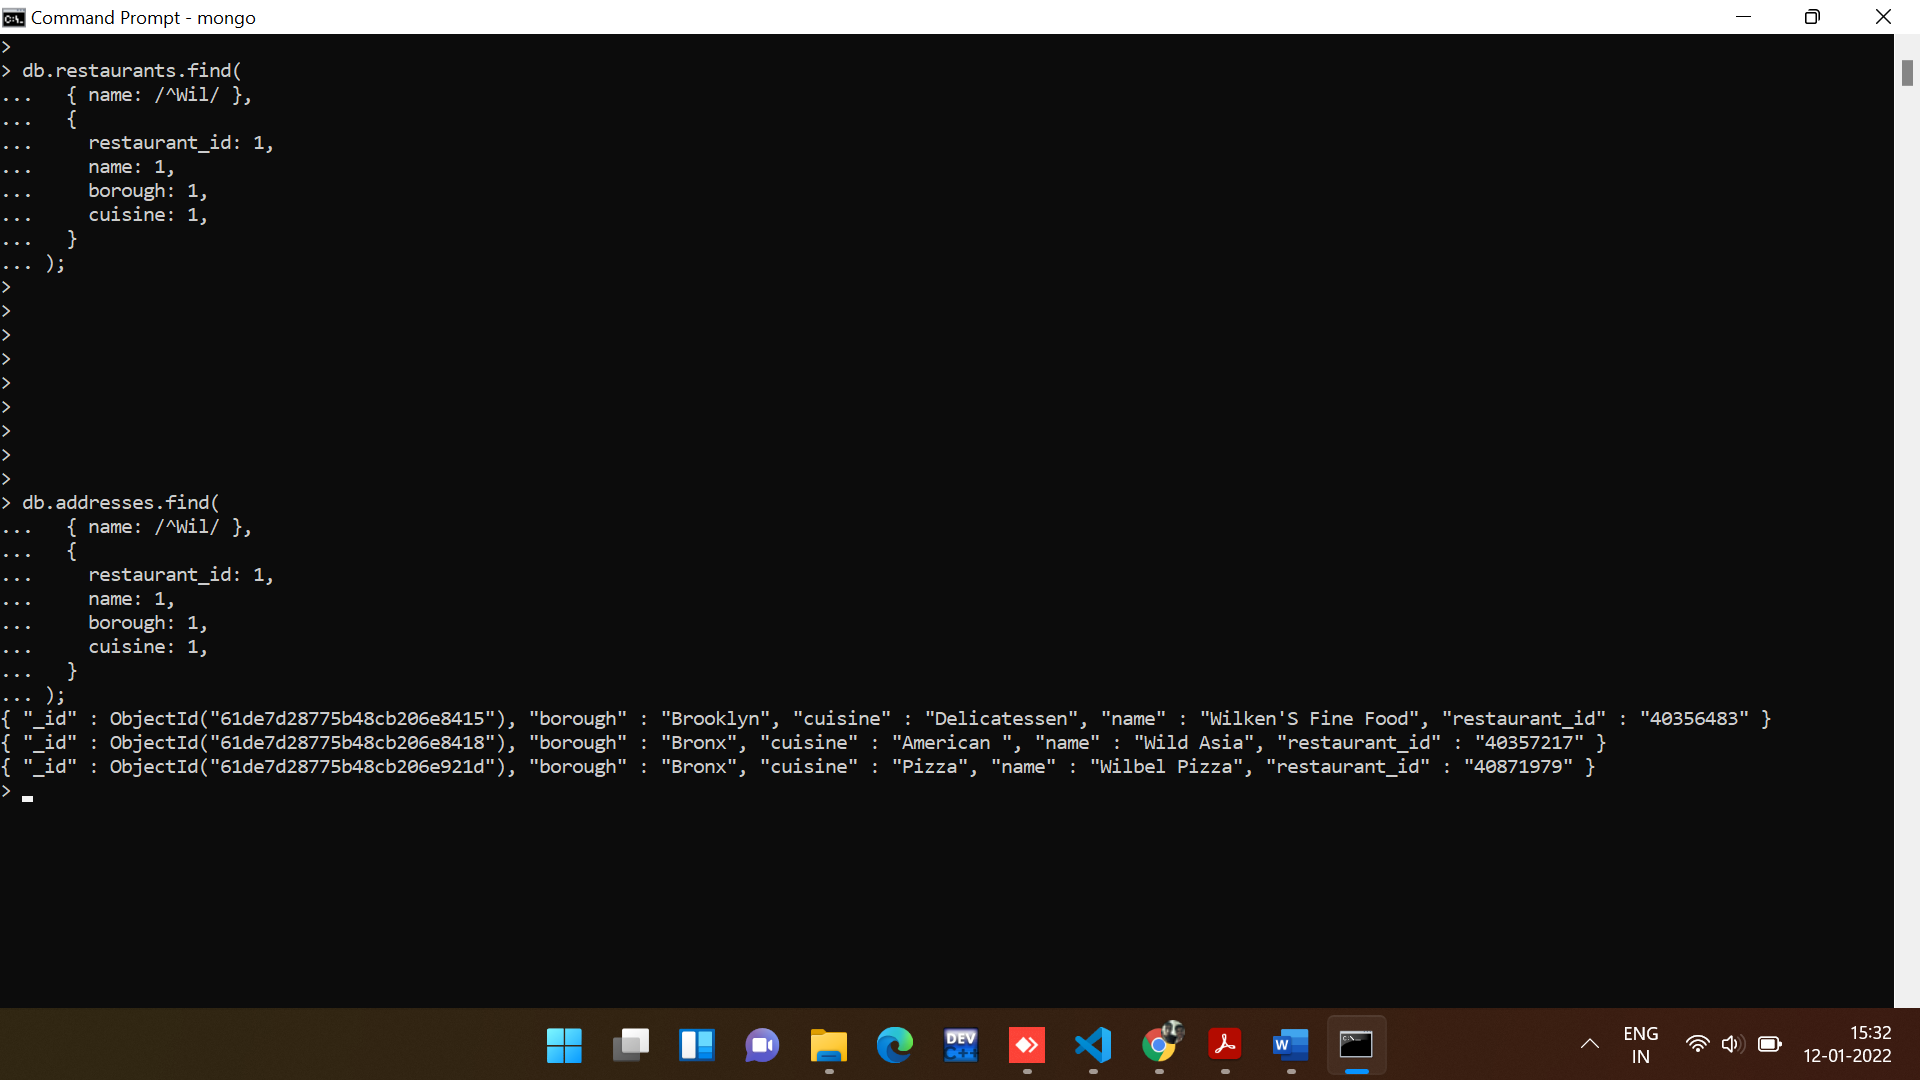 Command Prompt - mongo
>
> db.restaurants.find(
...   { name: /^Wil/ },
...   {
...     restaurant_id: 1,
...     name: 1,
...     borough: 1,
...     cuisine: 1,
...   }
... );
>
>
>
>
>
>
>
>
>
> db.addresses.find(
...   { name: /^Wil/ },
...   {
...     restaurant_id: 1,
...     name: 1,
...     borough: 1,
...     cuisine: 1,
...   }
... );
{ "_id" : ObjectId("61de7d28775b48cb206e8415"), "borough" : "Brooklyn", "cuisine" : "Delicatessen", "name" : "Wilken'S Fine Food", "restaurant_id" : "40356483" }
{ "_id" : ObjectId("61de7d28775b48cb206e8418"), "borough" : "Bronx", "cuisine" : "American ", "name" : "Wild Asia", "restaurant_id" : "40357217" }
{ "_id" : ObjectId("61de7d28775b48cb206e921d"), "borough" : "Bronx", "cuisine" : "Pizza", "name" : "Wilbel Pizza", "restaurant_id" : "40871979" }
>
DEV C++
W
ENG
IN
15:32
12-01-2022